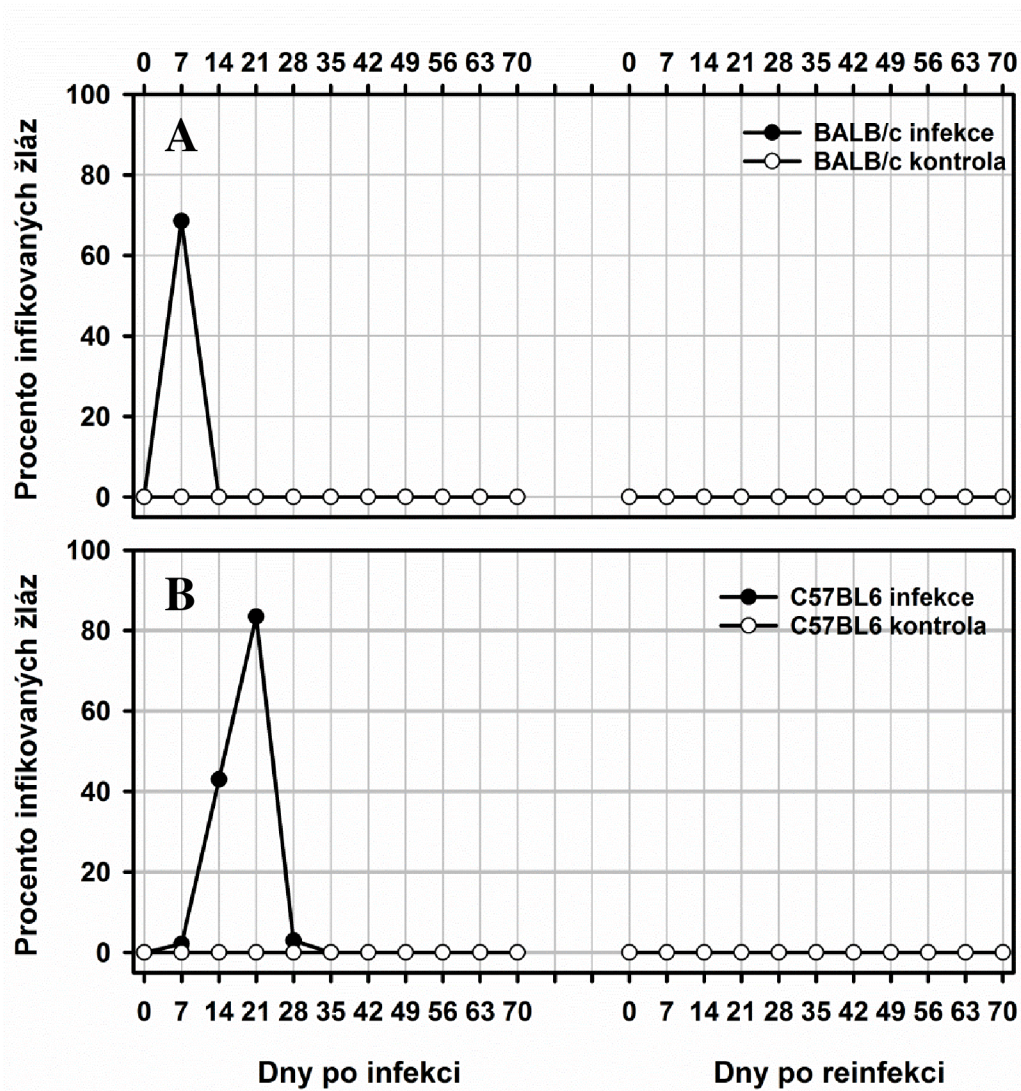 0 7 14 21 28 35 42 49 56 63 70 0 7 14 21 28 35 42 49 56 63 70
100
80
60
40
20
0
Procento infikovaných žláz
A
BALB/c infekce
BALB/c kontrola
100
80
60
40
20
0
Procento infikovaných žláz
B
C57BL6 infekce
C57BL6 kontrola
0 7 14 21 28 35 42 49 56 63 70 0 7 14 21 28 35 42 49 56 63 70
Dny po infekci Dny po reinfekci